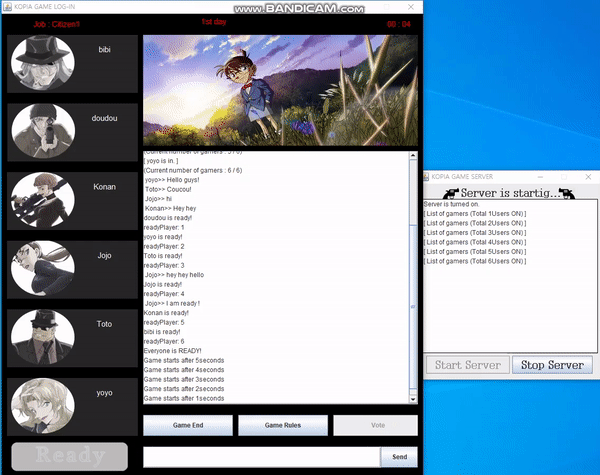 KOPIA GAME LOG-IN
www.BANDICAM.com
Job : Citizen1
1st day
00 : 04
bibi
doudou
Konan
Jojo
Toto
yoyo
Ready
(Current number of gamers : 5 / 6)
[ yoyo is in. ]
(Current number of gamers : 6 / 6)
yoyo>> Hello guys!
Toto>> Coucou!
Jojo>> hi
Konan>> Hey hey
doudou is ready!
readyPlayer: 1
yoyo is ready!
readyPlayer: 2
Toto is ready!
readyPlayer: 3
Jojo>> hey hey hello
Jojo is ready!
readyPlayer: 4
Jojo>> I am ready !
Konan is ready!
readyPlayer: 5
bibi is ready!
readyPlayer: 6
Everyone is READY!
Game starts after 5seconds
Game starts after 4seconds
Game starts after 3seconds
Game starts after 2seconds
Game starts after 1seconds
Game End
Game Rules
Vote
Send
KOPIA GAME SERVER
Server is startig...
Server is turned on.
[ List of gamers (Total 1Users ON) ]
[ List of gamers (Total 2Users ON) ]
[ List of gamers (Total 3Users ON) ]
[ List of gamers (Total 4Users ON) ]
[ List of gamers (Total 5Users ON) ]
[ List of gamers (Total 6Users ON) ]
Start Server
Stop Server